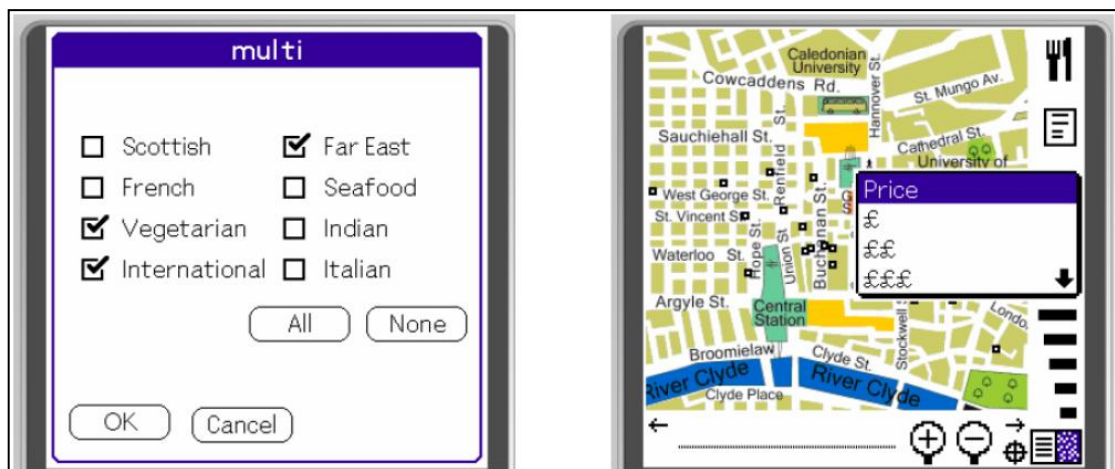 multi
Scottish
Far East
French
Seafood
Vegetarian
Indian
International
Italian
All
None
OK
Cancel
Caledonian
University
Cowcaddens Rd.
Hannover St.
St. Mungo Av.
Sauchiehall St.
Renfield St.
Cathedral St.
University of
Price
West George St.
£
St. Vincent St.
Buchanan St.
££
Waterloo St.
Hope St.
Union St
£££
Argyle St.
Central
Station
Stockwell
Broomielaw
Clyde St.
River Clyde
River Clyde
Clyde Place